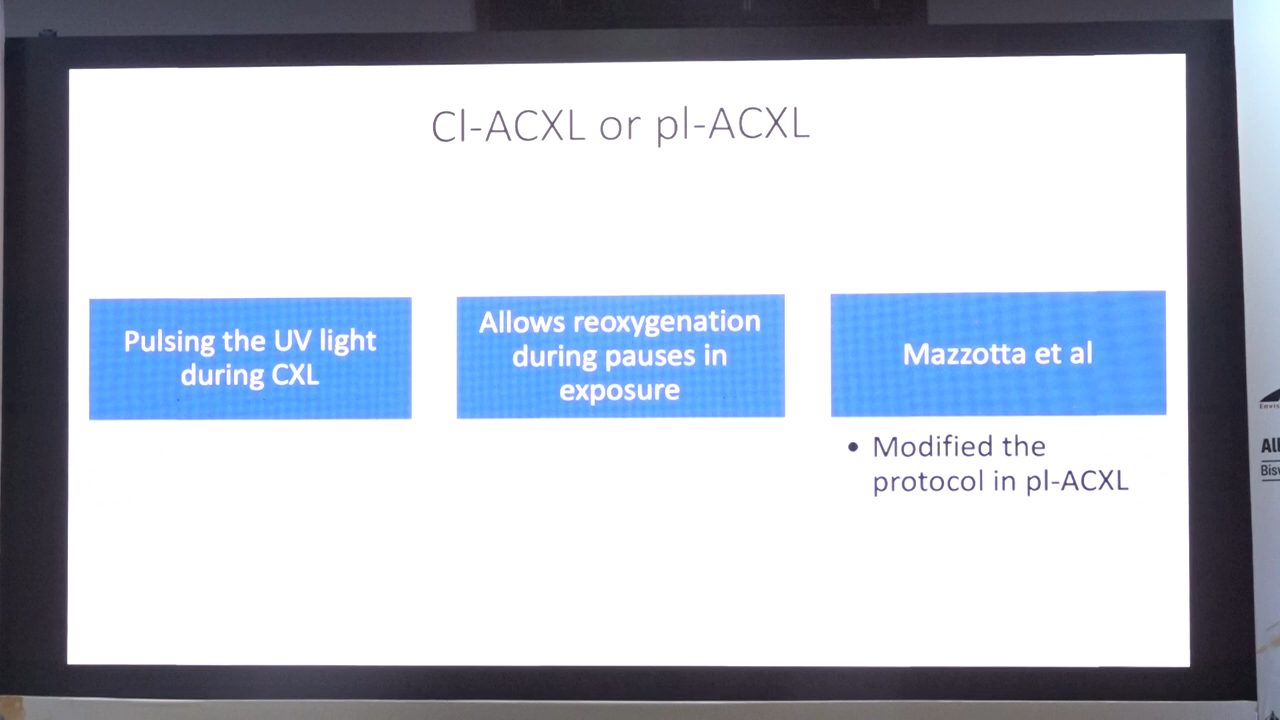 Cl-ACXL or pl-ACXL
Pulsing the UV light
during CXL
Allows reoxygenation
during pauses in
exposure
Mazzotta et al
• Modified the
protocol in pl-ACXL